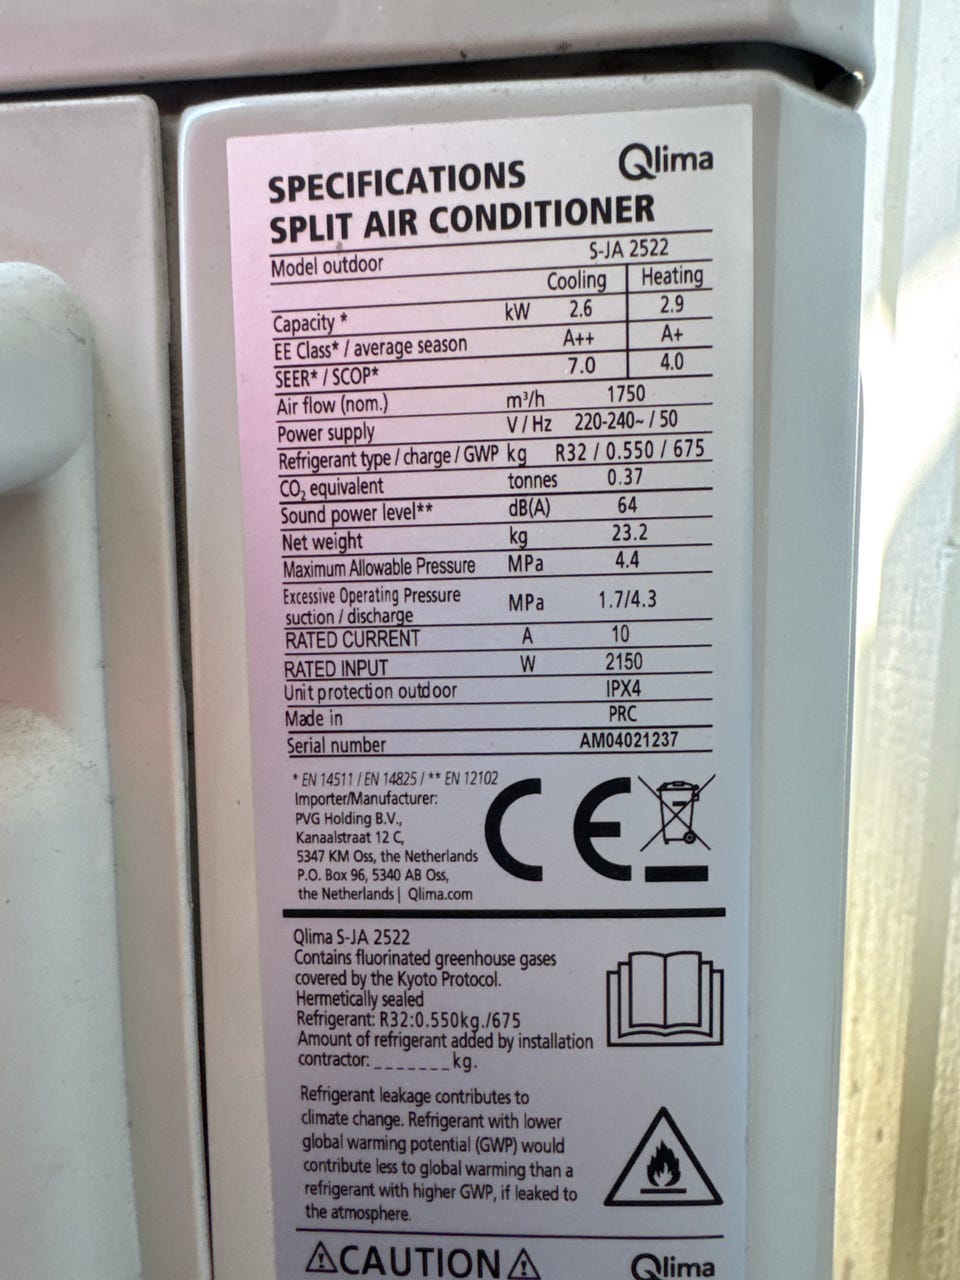 Qlima
SPECIFICATIONS
SPLIT AIR CONDITIONER
Model outdoor S-JA 2522
Cooling Heating
Capacity * kW 2.6 2.9
EE Class* / average season A++ A+
SEER* / SCOP* 7.0 4.0
Air flow (nom.) m³/h 1750
Power supply V / Hz 220-240~ / 50
Refrigerant type / charge / GWP kg R32 / 0.550 / 675
CO₂ equivalent tonnes 0.37
Sound power level** dB(A) 64
Net weight kg 23.2
Maximum Allowable Pressure MPa 4.4
Excessive Operating Pressure
suction / discharge MPa 1.7/4.3
RATED CURRENT A 10
RATED INPUT W 2150
Unit protection outdoor IPX4
Made in PRC
Serial number AM04021237
* EN 14511 / EN 14825 / ** EN 12102
Importer/Manufacturer:
PVG Holding B.V.,
Kanaalstraat 12 C,
5347 KM Oss, the Netherlands
P.O. Box 96, 5340 AB Oss,
the Netherlands | Qlima.com
CE
Qlima S-JA 2522
Contains fluorinated greenhouse gases
covered by the Kyoto Protocol.
Hermetically sealed
Refrigerant: R32:0.550kg./675
Amount of refrigerant added by installation
contractor: _ _ _ _ _ _ _ kg.
Refrigerant leakage contributes to
climate change. Refrigerant with lower
global warming potential (GWP) would
contribute less to global warming than a
refrigerant with higher GWP, if leaked to
the atmosphere.
CAUTION Qlima